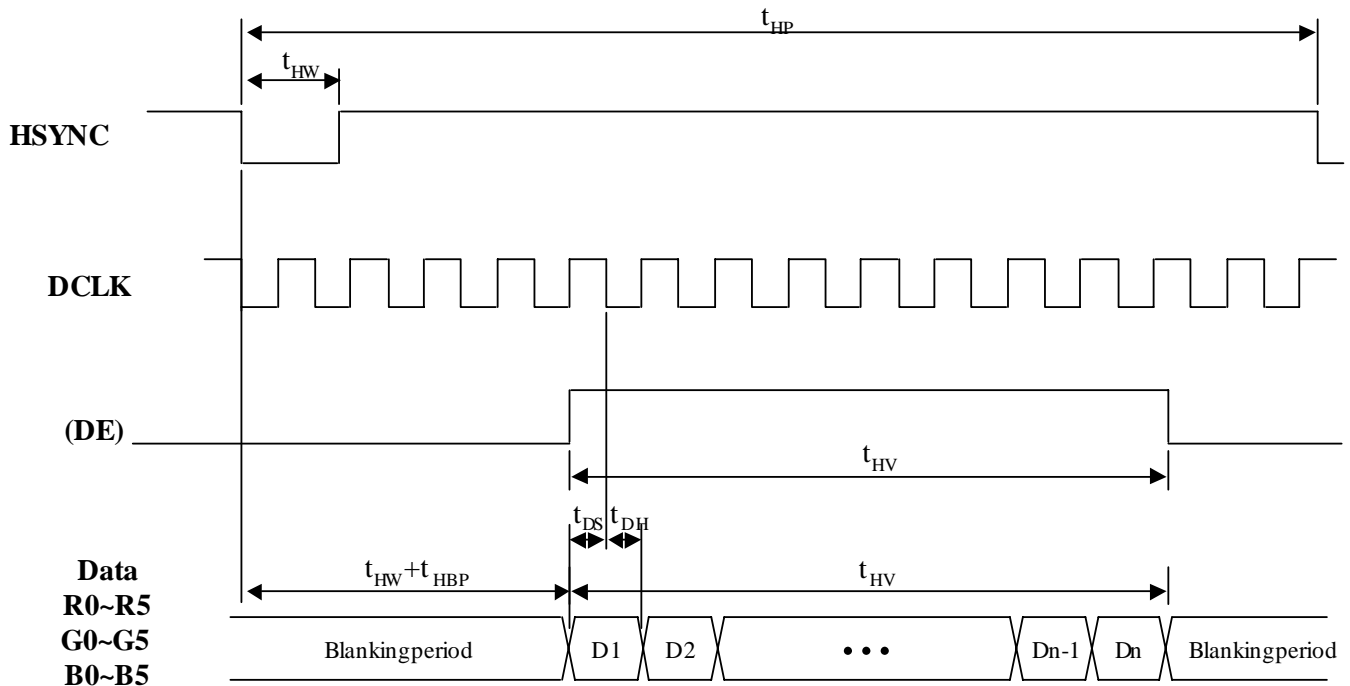 tHP
tHW
HSYNC
DCLK
(DE)
tHV
tDS tDH
Data
R0~R5
G0~G5
B0~B5
tHW+tHBP
tHV
Blankingperiod
D1
D2
•••
Dn-1
Dn
Blankingperiod